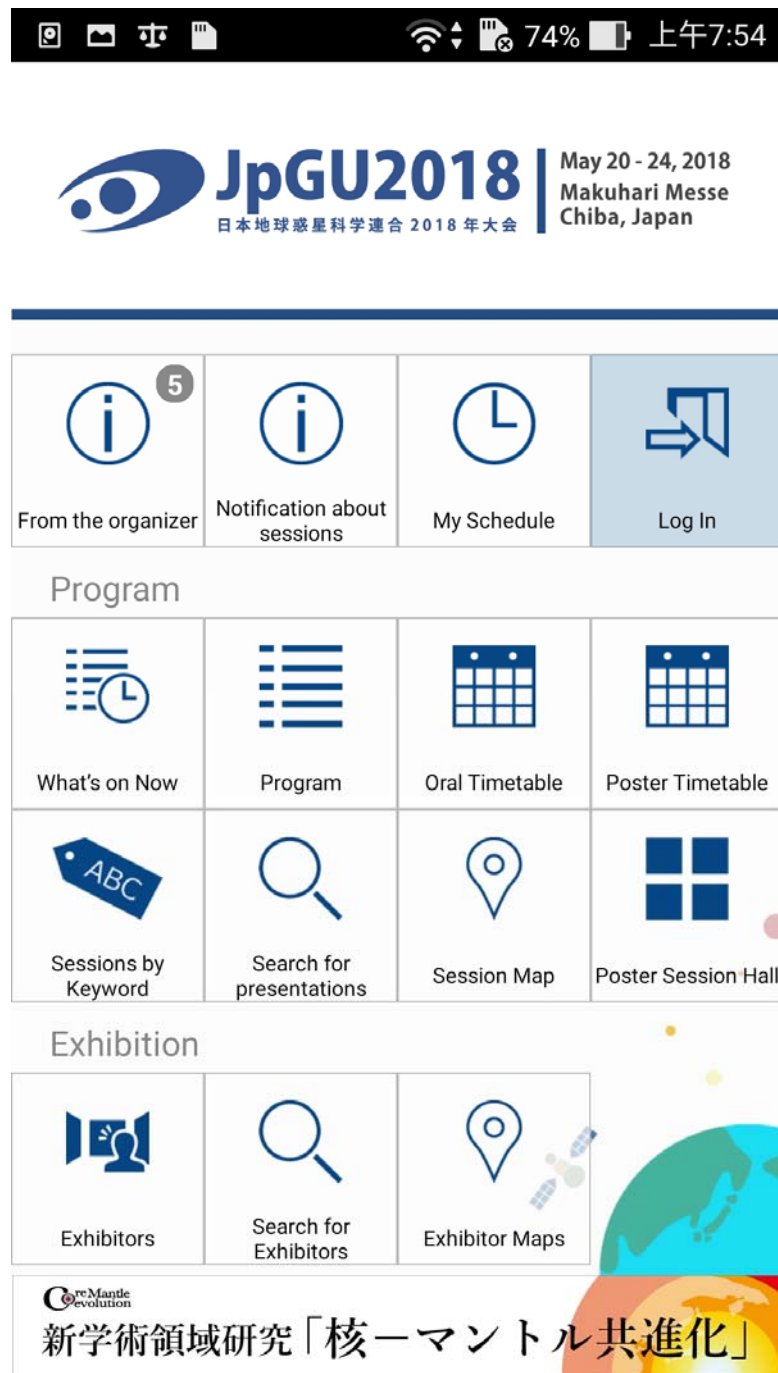 74% 上午7:54
JpGU2018
日本地球惑星科学連合 2018 年大会
May 20 - 24, 2018
Makuhari Messe
Chiba, Japan
5
From the organizer
Notification about
sessions
My Schedule
Log In
Program
What's on Now
Program
Oral Timetable
Poster Timetable
ABC
Sessions by
Keyword
Search for
presentations
Session Map
Poster Session Hall
Exhibition
Exhibitors
Search for
Exhibitors
Exhibitor Maps
Core Mantle
Coevolution
新学術領域研究「核－マントル共進化」